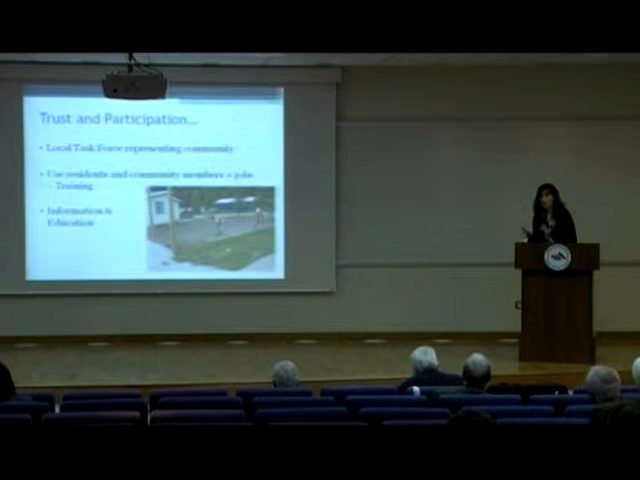 Trust and Participation...
• Local Task Force representing community
• Use residents and community members = jobs
- Training
• Information &
Education